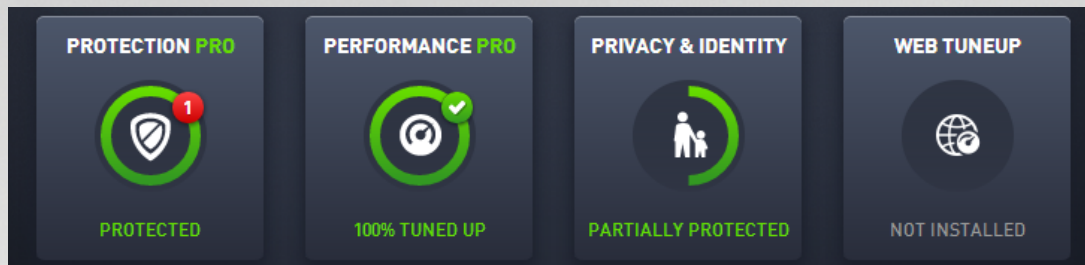 PROTECTION PRO
1
PROTECTED
PERFORMANCE PRO
100% TUNED UP
PRIVACY & IDENTITY
PARTIALLY PROTECTED
WEB TUNEUP
NOT INSTALLED